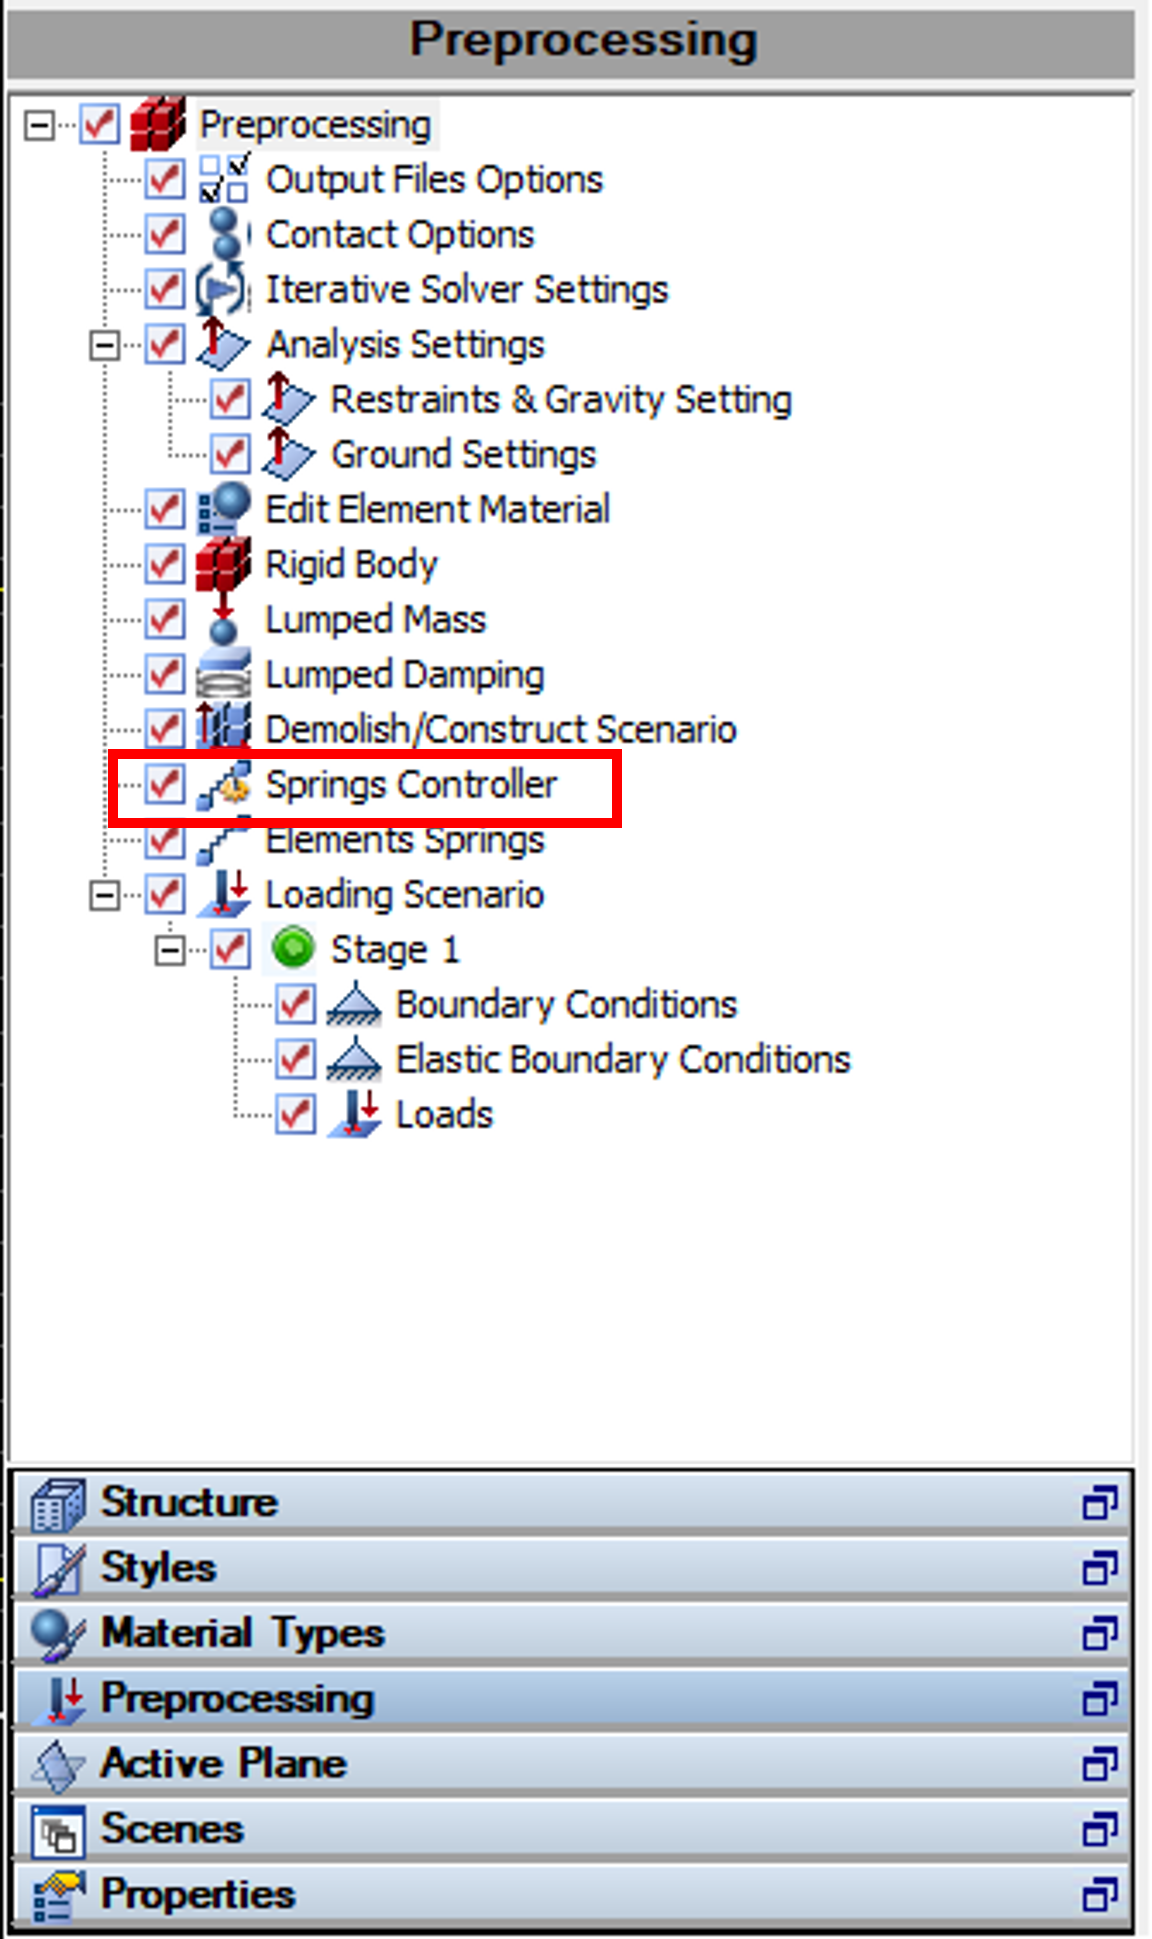 Preprocessing
Preprocessing
Output Files Options
Contact Options
Iterative Solver Settings
Analysis Settings
Restraints & Gravity Setting
Ground Settings
Edit Element Material
Rigid Body
Lumped Mass
Lumped Damping
Demolish/Construct Scenario
Springs Controller
Elements Springs
Loading Scenario
Stage 1
Boundary Conditions
Elastic Boundary Conditions
Loads
Structure
Styles
Material Types
Preprocessing
Active Plane
Scenes
Properties